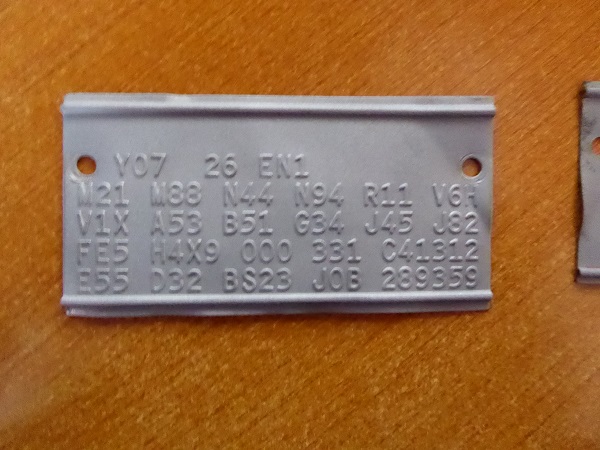 Y07 26 EN1
M21 M88 N44 N94 R11 V6H
V1X A53 B51 G34 J45 J82
FE5 H4X9 000 331 C41312
E55 D32 BS23 JOB 289359